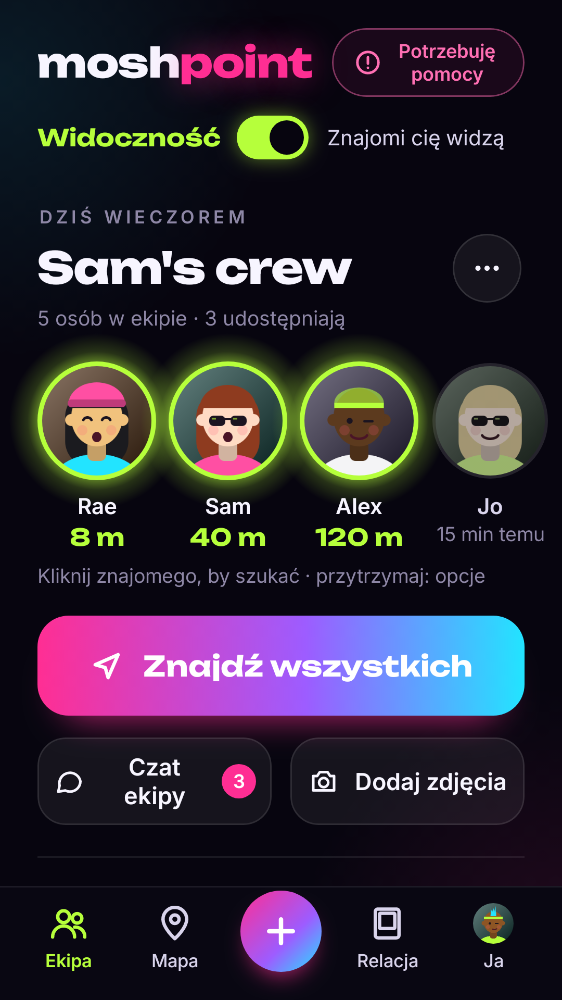 moshpoint
Potrzebuję
pomocy
Widoczność
Znajomi cię widzą
DZIŚ WIECZOREM
Sam's crew
5 osób w ekipie · 3 udostępniają
Rae
Sam
Alex
Jo
8 m
40 m
120 m
15 min temu
Kliknij znajomego, by szukać · przytrzymaj: opcje
Znajdź wszystkich
Czat
ekipy
3
Dodaj zdjęcia
Ekipa
Mapa
Relacja
Ja